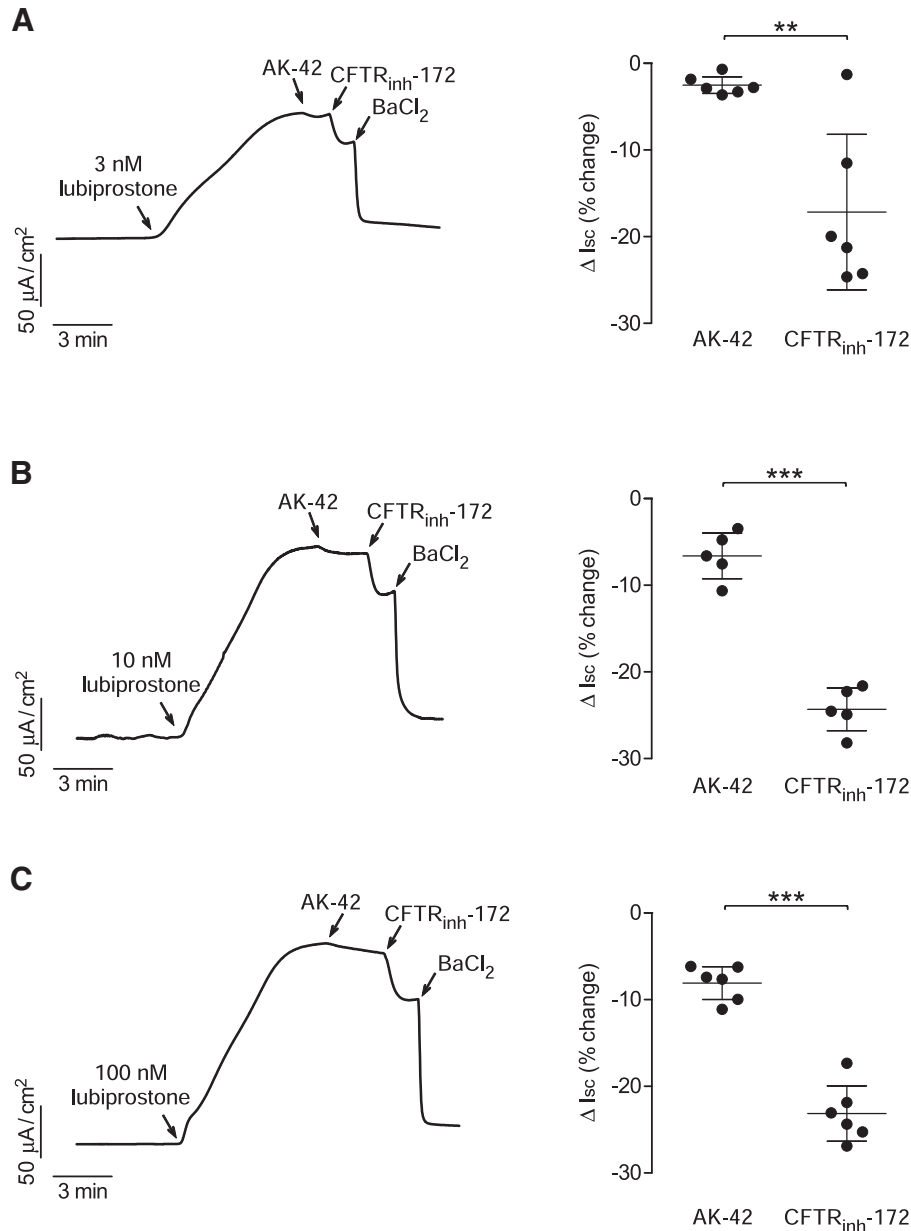 A
AK-42
CFTRinh-172
BaCl2
3 nM
lubiprostone
50 µA/cm2
3 min
**
0
-10
-20
-30
Δ Isc (% change)
AK-42
CFTRinh-172
B
AK-42
CFTRinh-172
BaCl2
10 nM
lubiprostone
50 µA/cm2
3 min
***
0
-10
-20
-30
Δ Isc (% change)
AK-42
CFTRinh-172
C
AK-42
CFTRinh-172
BaCl2
100 nM
lubiprostone
50 µA/cm2
3 min
***
0
-10
-20
-30
Δ Isc (% change)
AK-42
CFTRinh-172